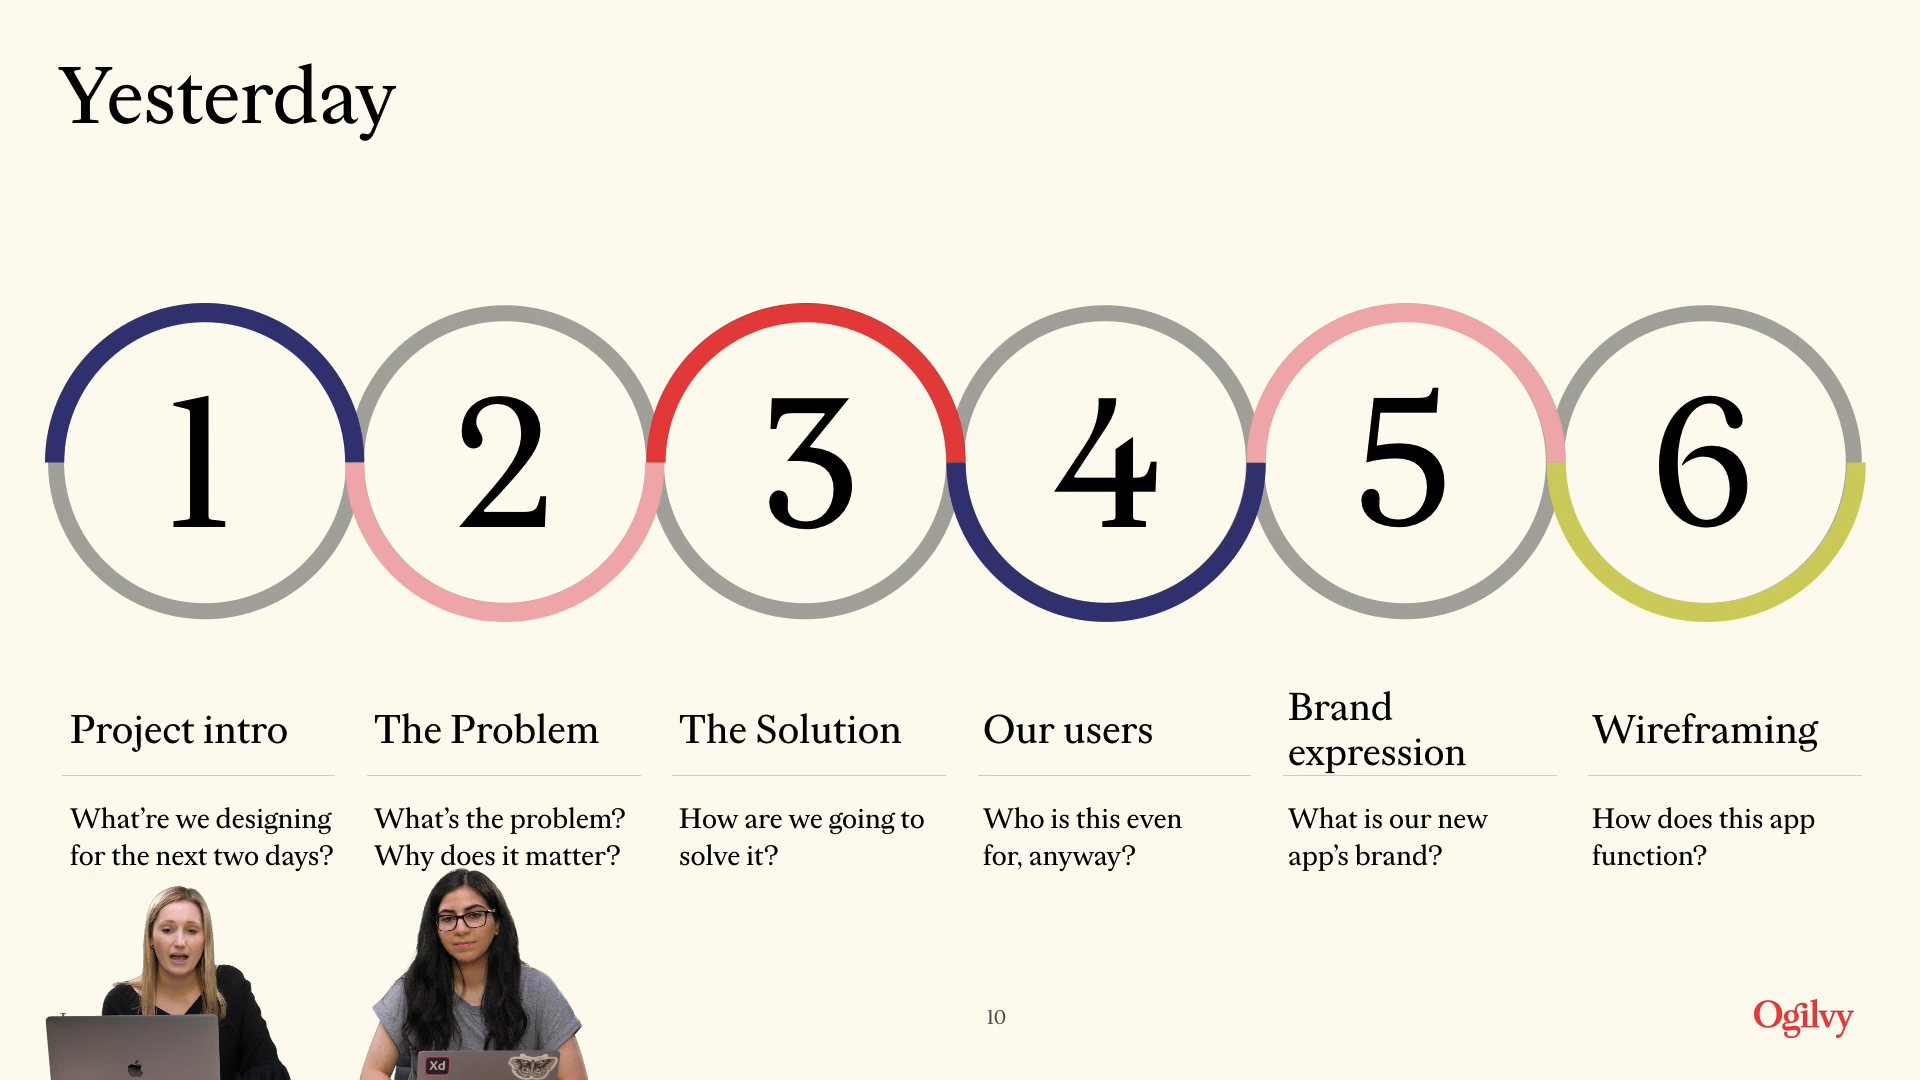 Yesterday
1 2 3 4 5 6
Project intro
What’re we designing
for the next two days?
The Problem
What’s the problem?
Why does it matter?
The Solution
How are we going to
solve it?
Our users
Who is this even
for, anyway?
Brand
expression
What is our new
app’s brand?
Wireframing
How does this app
function?
Xd
10
Ogilvy